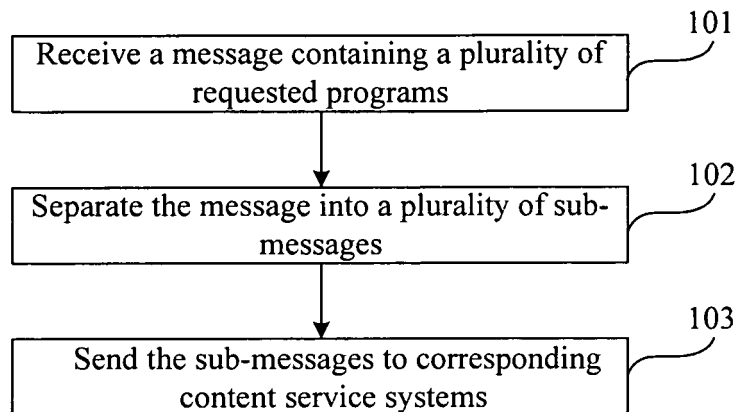 101
Receive a message containing a plurality of
requested programs
102
Separate the message into a plurality of sub-
messages
103
Send the sub-messages to corresponding
content service systems